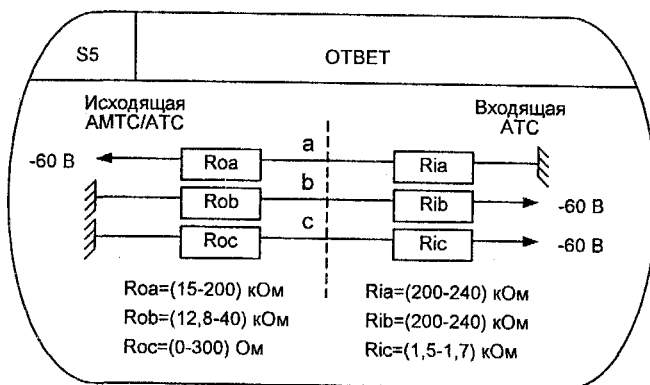 S5
ОТВЕТ
Исходящая
АМТС/АТС
Входящая
АТС
a
-60 В
Roa
Ria
b
Rob
Rib
-60 В
c
Roc
Ric
-60 В
Roa=(15-200) кОм
Ria=(200-240) кОм
Rob=(12,8-40) кОм
Rib=(200-240) кОм
Roc=(0-300) Ом
Ric=(1,5-1,7) кОм